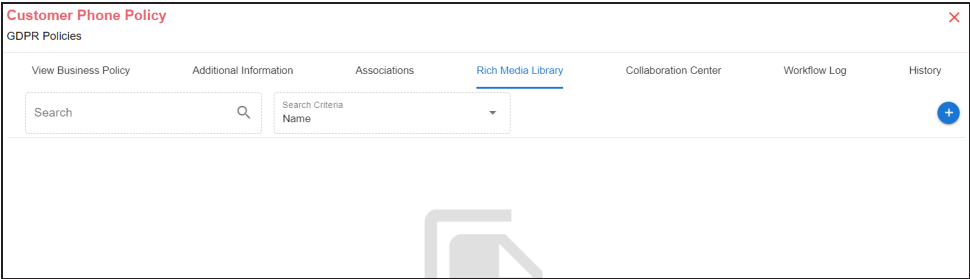 Customer Phone Policy
GDPR Policies
View Business Policy Additional Information Associations Rich Media Library Collaboration Center Workflow Log History
Search
Search Criteria
Name